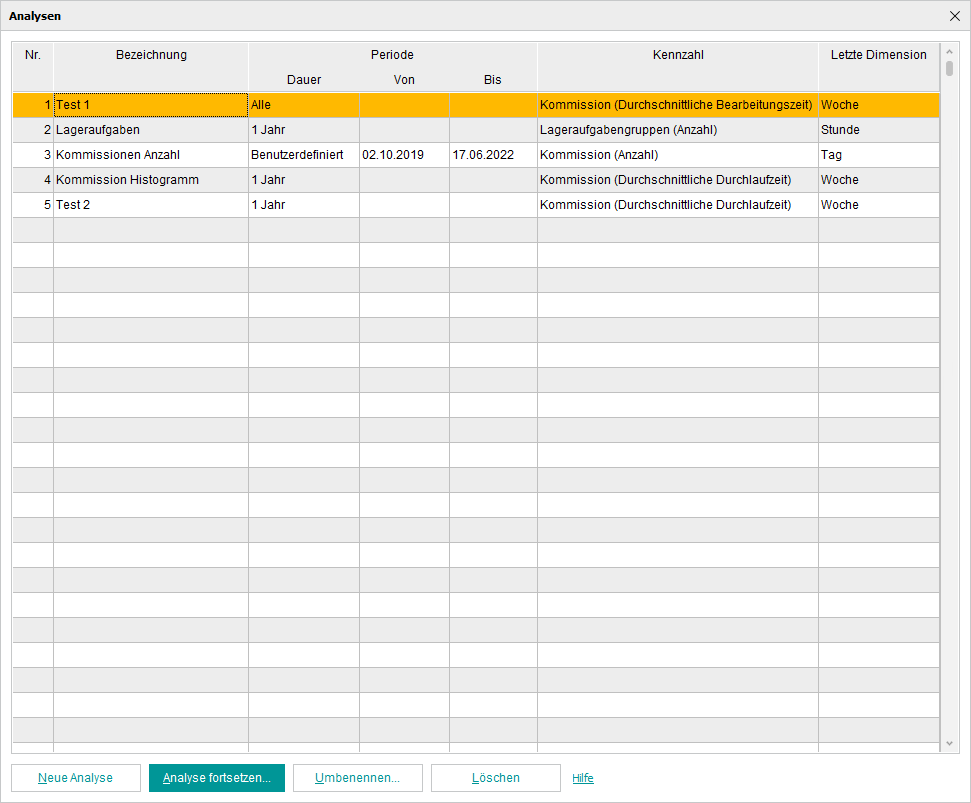 Analysen
Nr. Bezeichnung Periode Kennzahl Letzte Dimension
Dauer Von Bis
1 Test 1 Alle Kommission (Durchschnittliche Bearbeitungszeit) Woche
2 Lageraufgaben 1 Jahr Lageraufgabengruppen (Anzahl) Stunde
3 Kommissionen Anzahl Benutzerdefiniert 02.10.2019 17.06.2022 Kommission (Anzahl) Tag
4 Kommission Histogramm 1 Jahr Kommission (Durchschnittliche Durchlaufzeit) Woche
5 Test 2 1 Jahr Kommission (Durchschnittliche Durchlaufzeit) Woche
Neue Analyse Analyse fortsetzen... Umbenennen... Löschen Hilfe